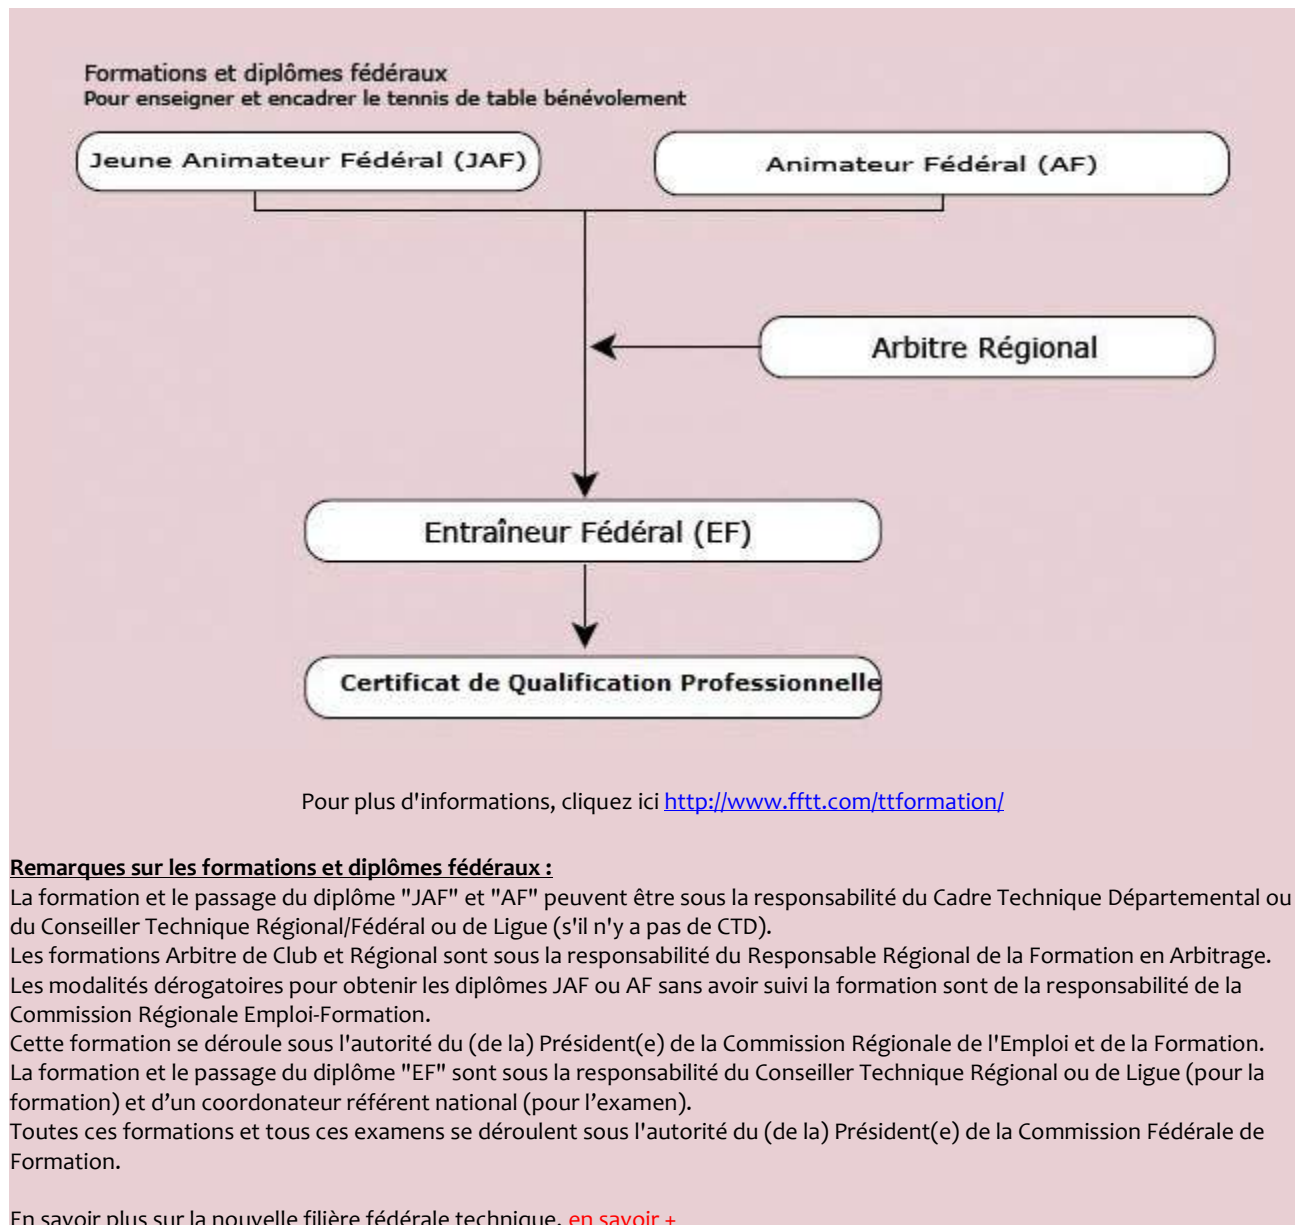 Formations et diplômes fédéraux
Pour enseigner et encadrer le tennis de table bénévolement
Jeune Animateur Fédéral (JAF)
Animateur Fédéral (AF)
Arbitre Régional
Entraîneur Fédéral (EF)
Certificat de Qualification Professionnelle
Pour plus d'informations, cliquez ici http://www.fftt.com/ttformation/
Remarques sur les formations et diplômes fédéraux :
La formation et le passage du diplôme "JAF" et "AF" peuvent être sous la responsabilité du Cadre Technique Départemental ou
du Conseiller Technique Régional/Fédéral ou de Ligue (s'il n'y a pas de CTD).
Les formations Arbitre de Club et Régional sont sous la responsabilité du Responsable Régional de la Formation en Arbitrage.
Les modalités dérogatoires pour obtenir les diplômes JAF ou AF sans avoir suivi la formation sont de la responsabilité de la
Commission Régionale Emploi-Formation.
Cette formation se déroule sous l'autorité du (de la) Président(e) de la Commission Régionale de l'Emploi et de la Formation.
La formation et le passage du diplôme "EF" sont sous la responsabilité du Conseiller Technique Régional ou de Ligue (pour la
formation) et d’un coordonateur référent national (pour l’examen).
Toutes ces formations et tous ces examens se déroulent sous l'autorité du (de la) Président(e) de la Commission Fédérale de
Formation.
En savoir plus sur la nouvelle filière fédérale technique, en savoir +